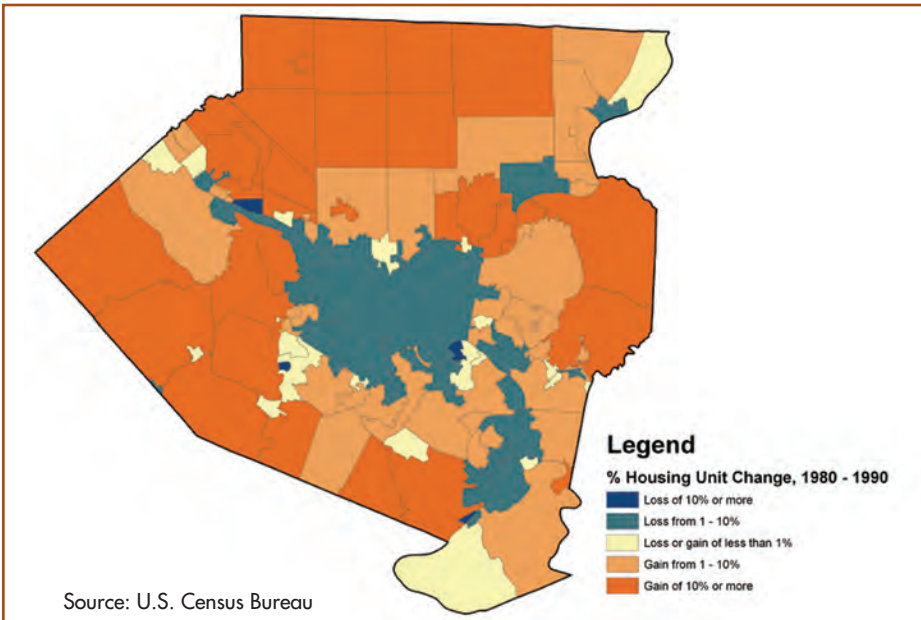 Legend
% Housing Unit Change, 1980 - 1990
Loss of 10% or more
Loss from 1 - 10%
Loss or gain of less than 1%
Gain from 1 - 10%
Gain of 10% or more
Source: U.S. Census Bureau